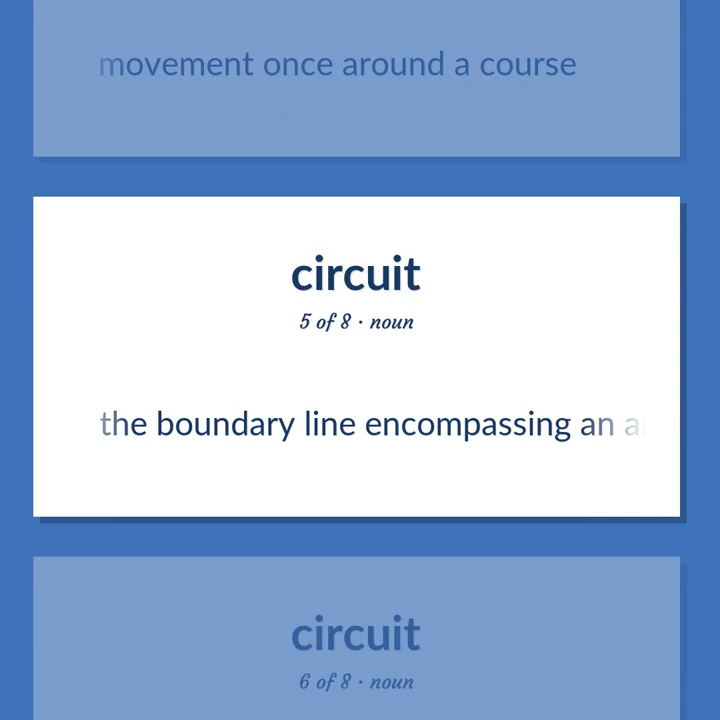 movement once around a course
circuit
5 of 8 · noun
the boundary line encompassing an
circuit
6 of 8 · noun